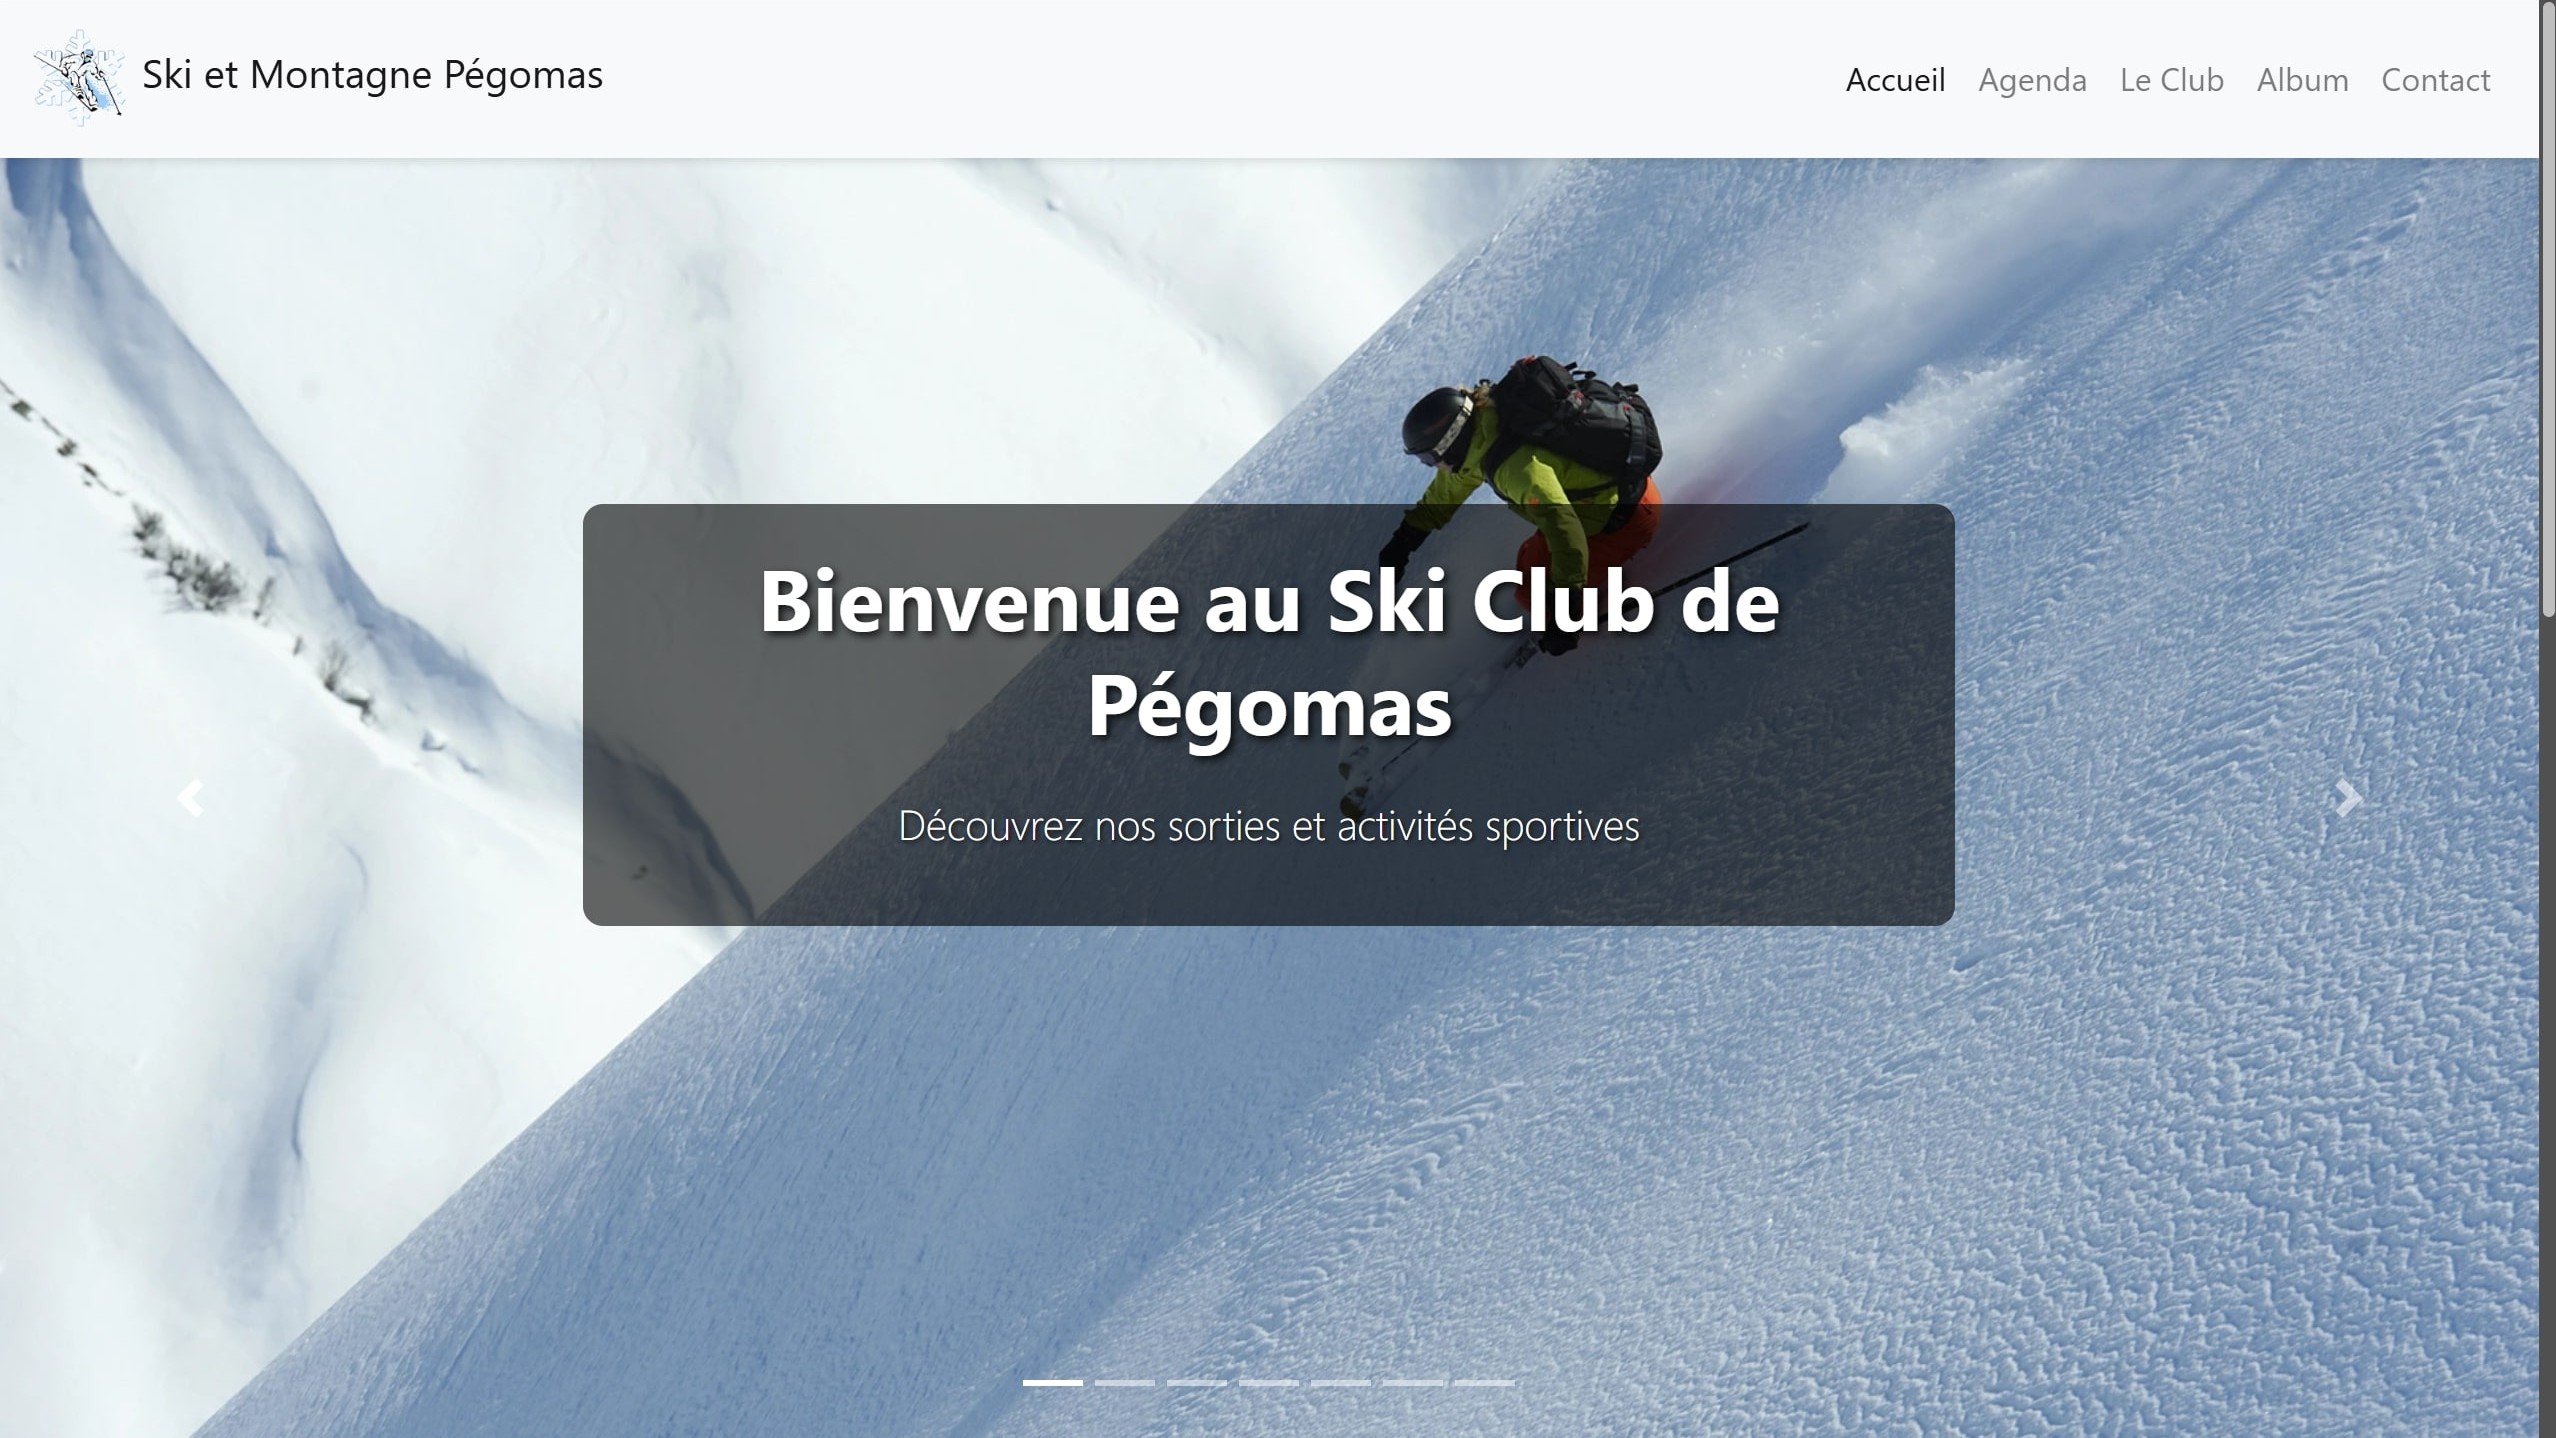 Ski et Montagne Pégomas
Accueil Agenda Le Club Album Contact
Bienvenue au Ski Club de
Pégomas
Découvrez nos sorties et activités sportives